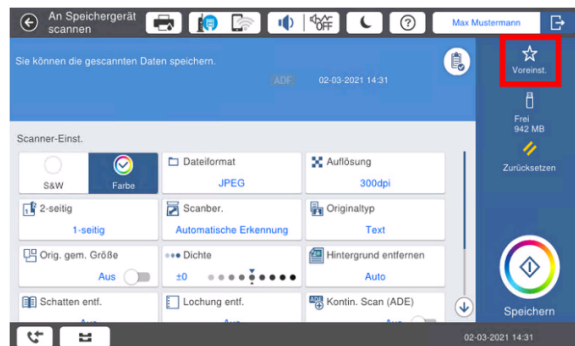 An Speichergerät
scannen
OFF
?
Max Mustermann
Sie können die gescannten Daten speichern.
ADF
02-03-2021 14:31
Voreinst.
Frei
942 MB
Zurücksetzen
Scanner-Einst.
S&W
Farbe
Dateiformat
JPEG
Auflösung
300dpi
2-seitig
1-seitig
Scanber.
Automatische Erkennung
Originaltyp
Text
Orig. gem. Größe
Aus
Dichte
±0
Hintergrund entfernen
Auto
Schatten entf.
Lochung entf.
Kontin. Scan (ADE)
Speichern
02-03-2021 14:31